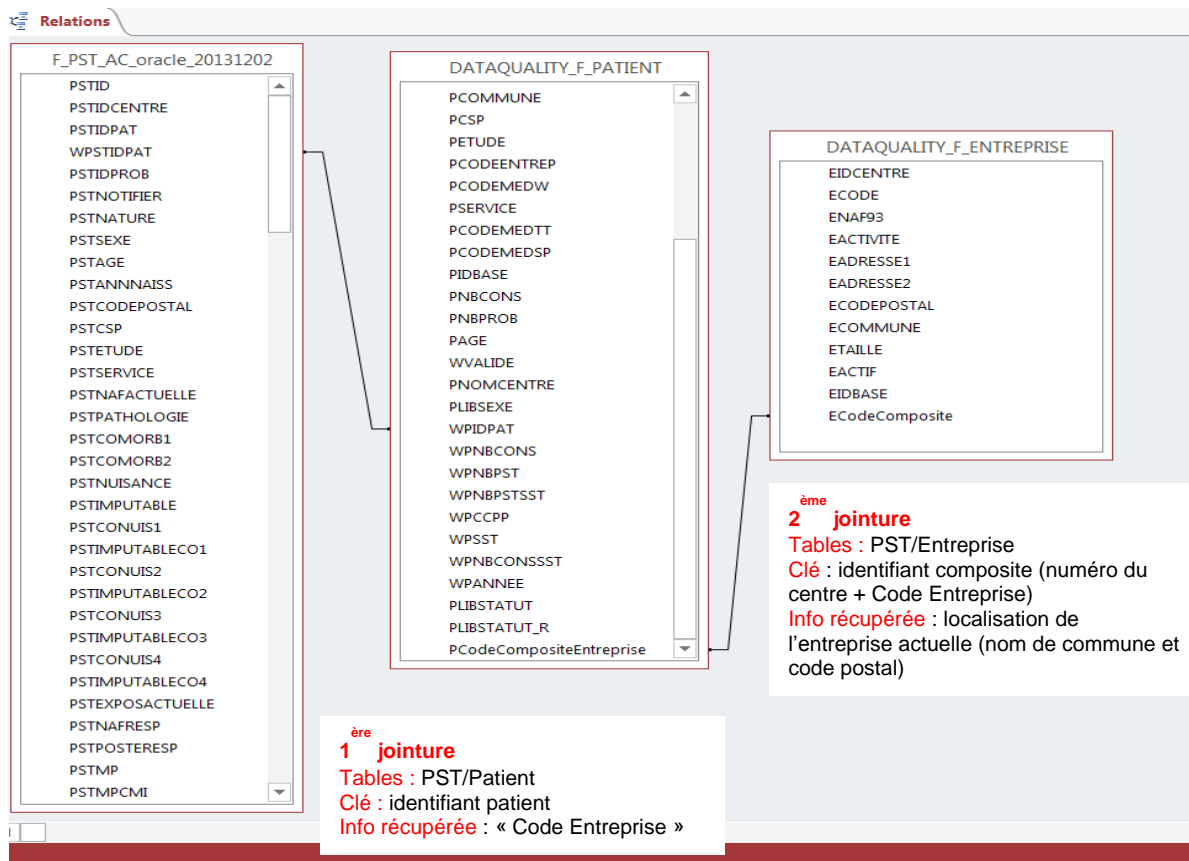 Relations
F_PST_AC_oracle_20131202
PSTID
PSTIDCENTRE
PSTIDPAT
WPSTIDPAT
PSTIDPROB
PSTNOTIFIER
PSTNATURE
PSTSEXE
PSTAGE
PSTANNNAISS
PSTCODEPOSTAL
PSTCSP
PSTETUDE
PSTSERVICE
PSTNAFACTUELLE
PSTPATHOLOGIE
PSTCOMORB1
PSTCOMORB2
PSTNUISANCE
PSTIMPUTABLE
PSTCONUIS1
PSTIMPUTABLECO1
PSTCONUIS2
PSTIMPUTABLECO2
PSTCONUIS3
PSTIMPUTABLECO3
PSTCONUIS4
PSTIMPUTABLECO4
PSTEXPOSACTUELLE
PSTNAFRESP
PSTPOSTERESP
PSTMP
PSTMPCMI
DATAQUALITY_F_PATIENT
PCOMMUNE
PCSP
PETUDE
PCODEENTREP
PCODEMEDW
PSERVICE
PCODEMEDTT
PCODEMEDSP
PIDBASE
PNBCONS
PNBPROB
PAGE
WVALIDE
PNOMCENTRE
PLIBSEXE
WPIDPAT
WPNBCONS
WPNBPST
WPNBPSTSST
WPCCPP
WPSST
WPNBCONSSST
WPANNEE
PLIBSTATUT
PLIBSTATUT_R
PCodeCompositeEntreprise
DATAQUALITY_F_ENTREPRISE
EIDCENTRE
ECODE
ENAF93
EACTIVITE
EADRESSE1
EADRESSE2
ECODEPOSTAL
ECOMMUNE
ETAILLE
EACTIF
EIDBASE
ECodeComposite
1ère jointure
Tables : PST/Patient
Clé : identifiant patient
Info récupérée : « Code Entreprise »
2ème jointure
Tables : PST/Entreprise
Clé : identifiant composite (numéro du
centre + Code Entreprise)
Info récupérée : localisation de
l'entreprise actuelle (nom de commune et
code postal)